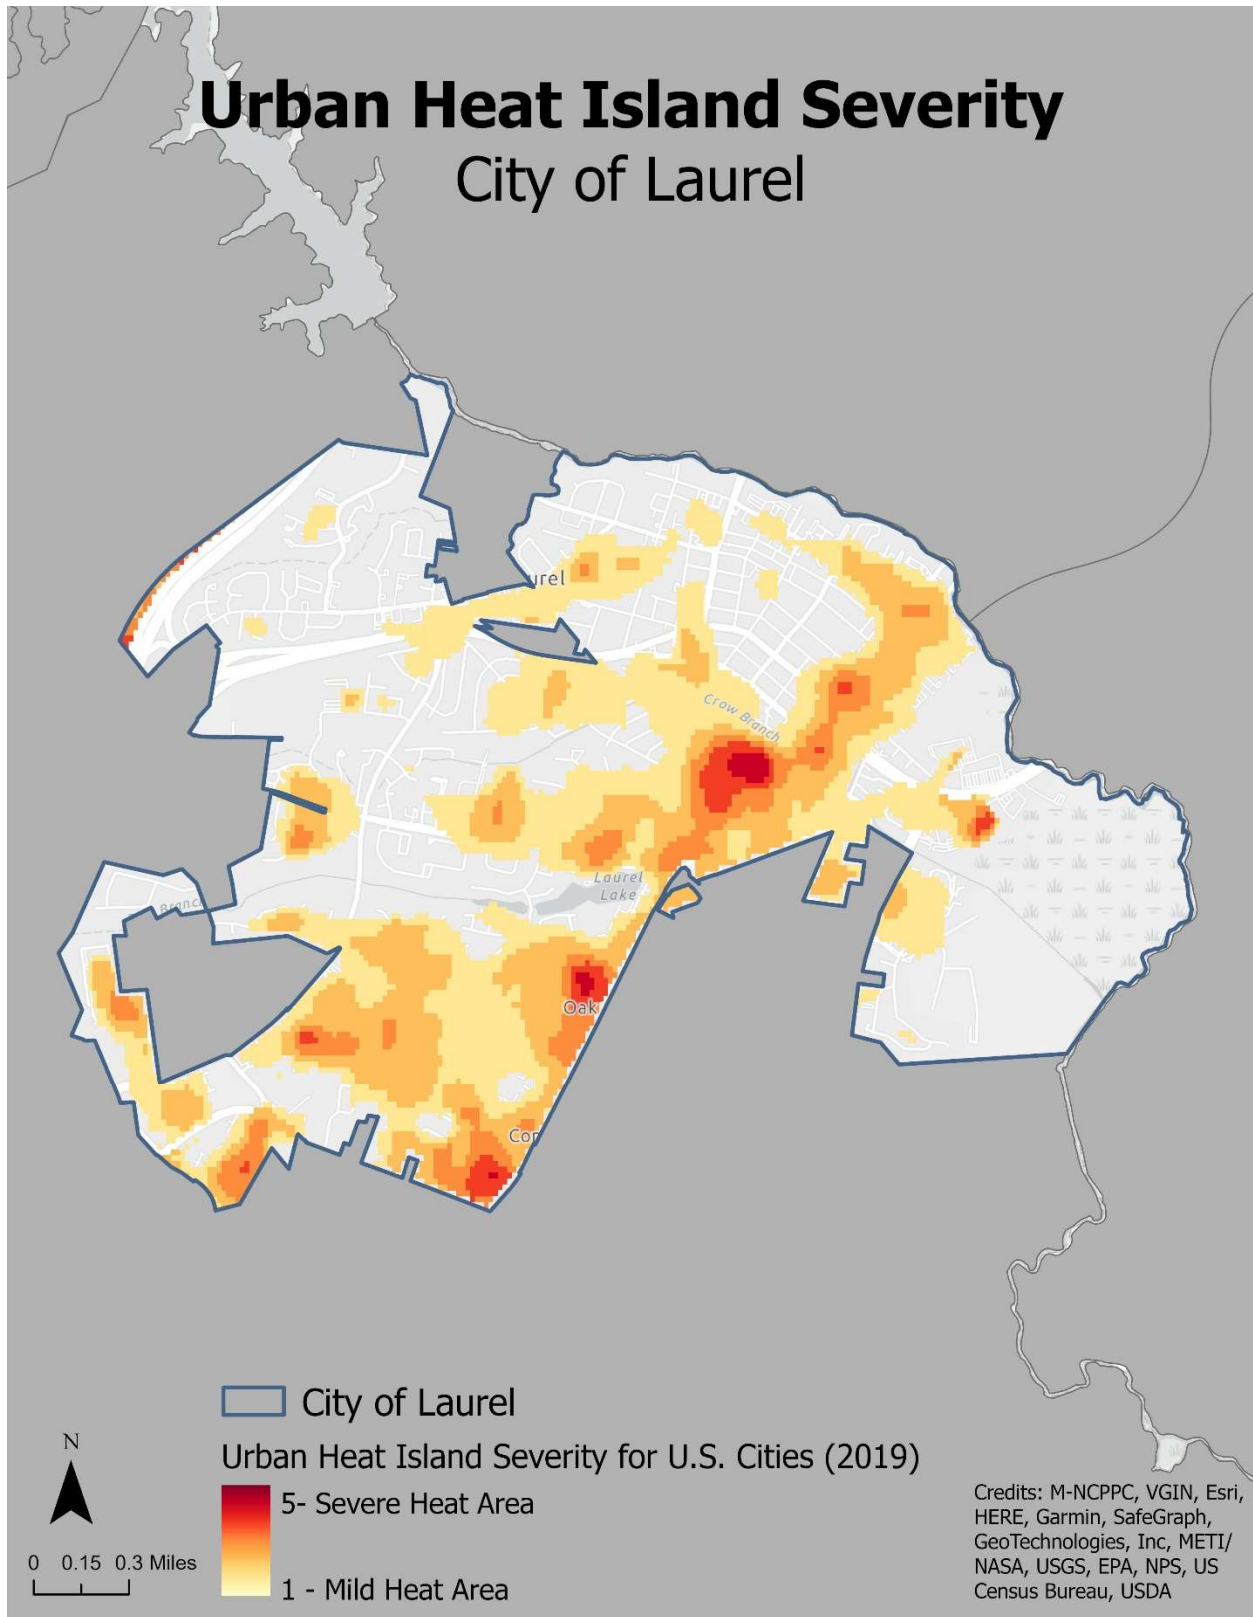 Urban Heat Island Severity
City of Laurel
urel
Crow Branch
Laurel
Lake
Branch
Oak
Cor
City of Laurel
Urban Heat Island Severity for U.S. Cities (2019)
5- Severe Heat Area
1 - Mild Heat Area
N
0 0.15 0.3 Miles
Credits: M-NCPPC, VGIN, Esri,
HERE, Garmin, SafeGraph,
GeoTechnologies, Inc, METI/
NASA, USGS, EPA, NPS, US
Census Bureau, USDA